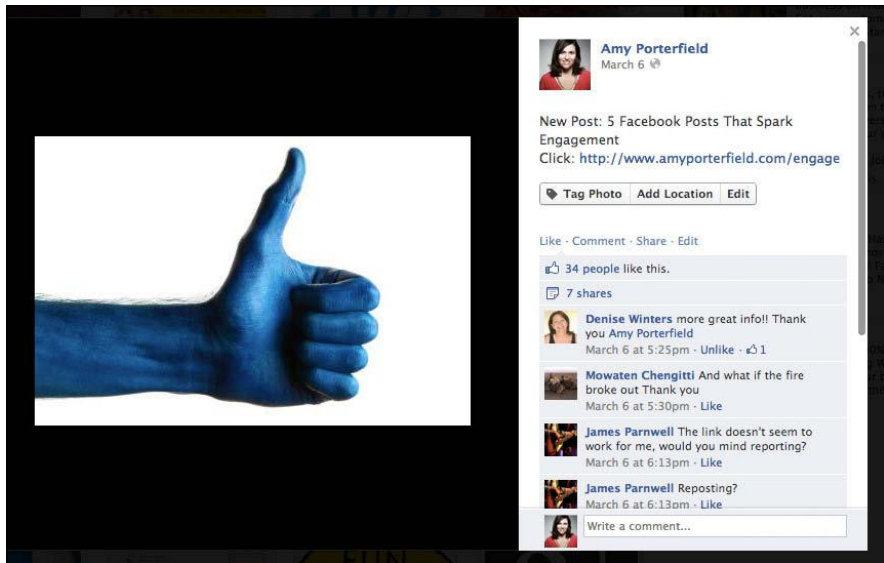 Amy Porterfield
March 6
New Post: 5 Facebook Posts That Spark
Engagement
Click: http://www.amyporterfield.com/engage
Tag Photo Add Location Edit
Like · Comment · Share · Edit
34 people like this.
7 shares
Denise Winters more great info!! Thank
you Amy Porterfield
March 6 at 5:25pm · Unlike · 1
Mowaten Chengitti And what if the fire
broke out Thank you
March 6 at 5:30pm · Like
James Parnwell The link doesn't seem to
work for me, would you mind reporting?
March 6 at 6:13pm · Like
James Parnwell Reposting?
March 6 at 6:13pm · Like
Write a comment...